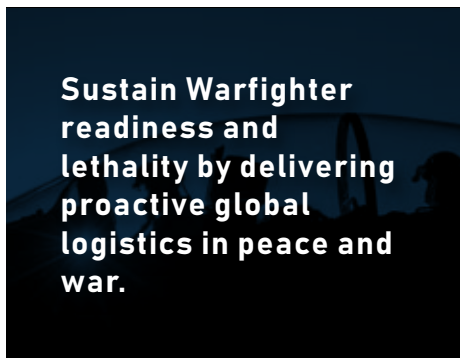 Sustain Warfighter
readiness and
lethality by delivering
proactive global
logistics in peace and
war.